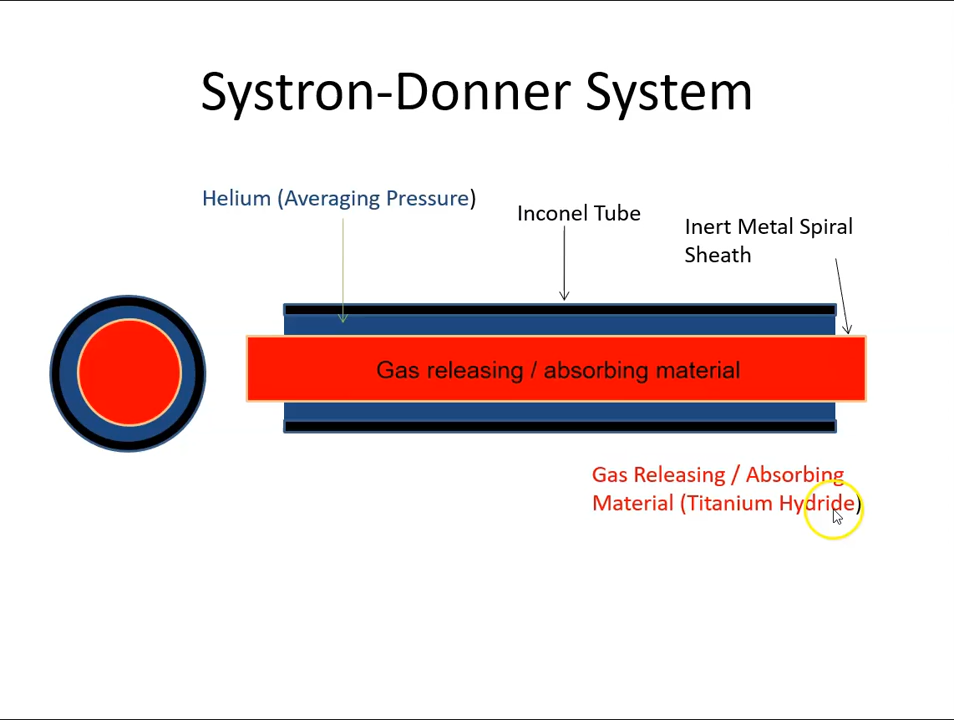 Systron-Donner System
Helium (Averaging Pressure)
Inconel Tube
Inert Metal Spiral
Sheath
Gas releasing / absorbing material
Gas Releasing / Absorbing
Material (Titanium Hydride)